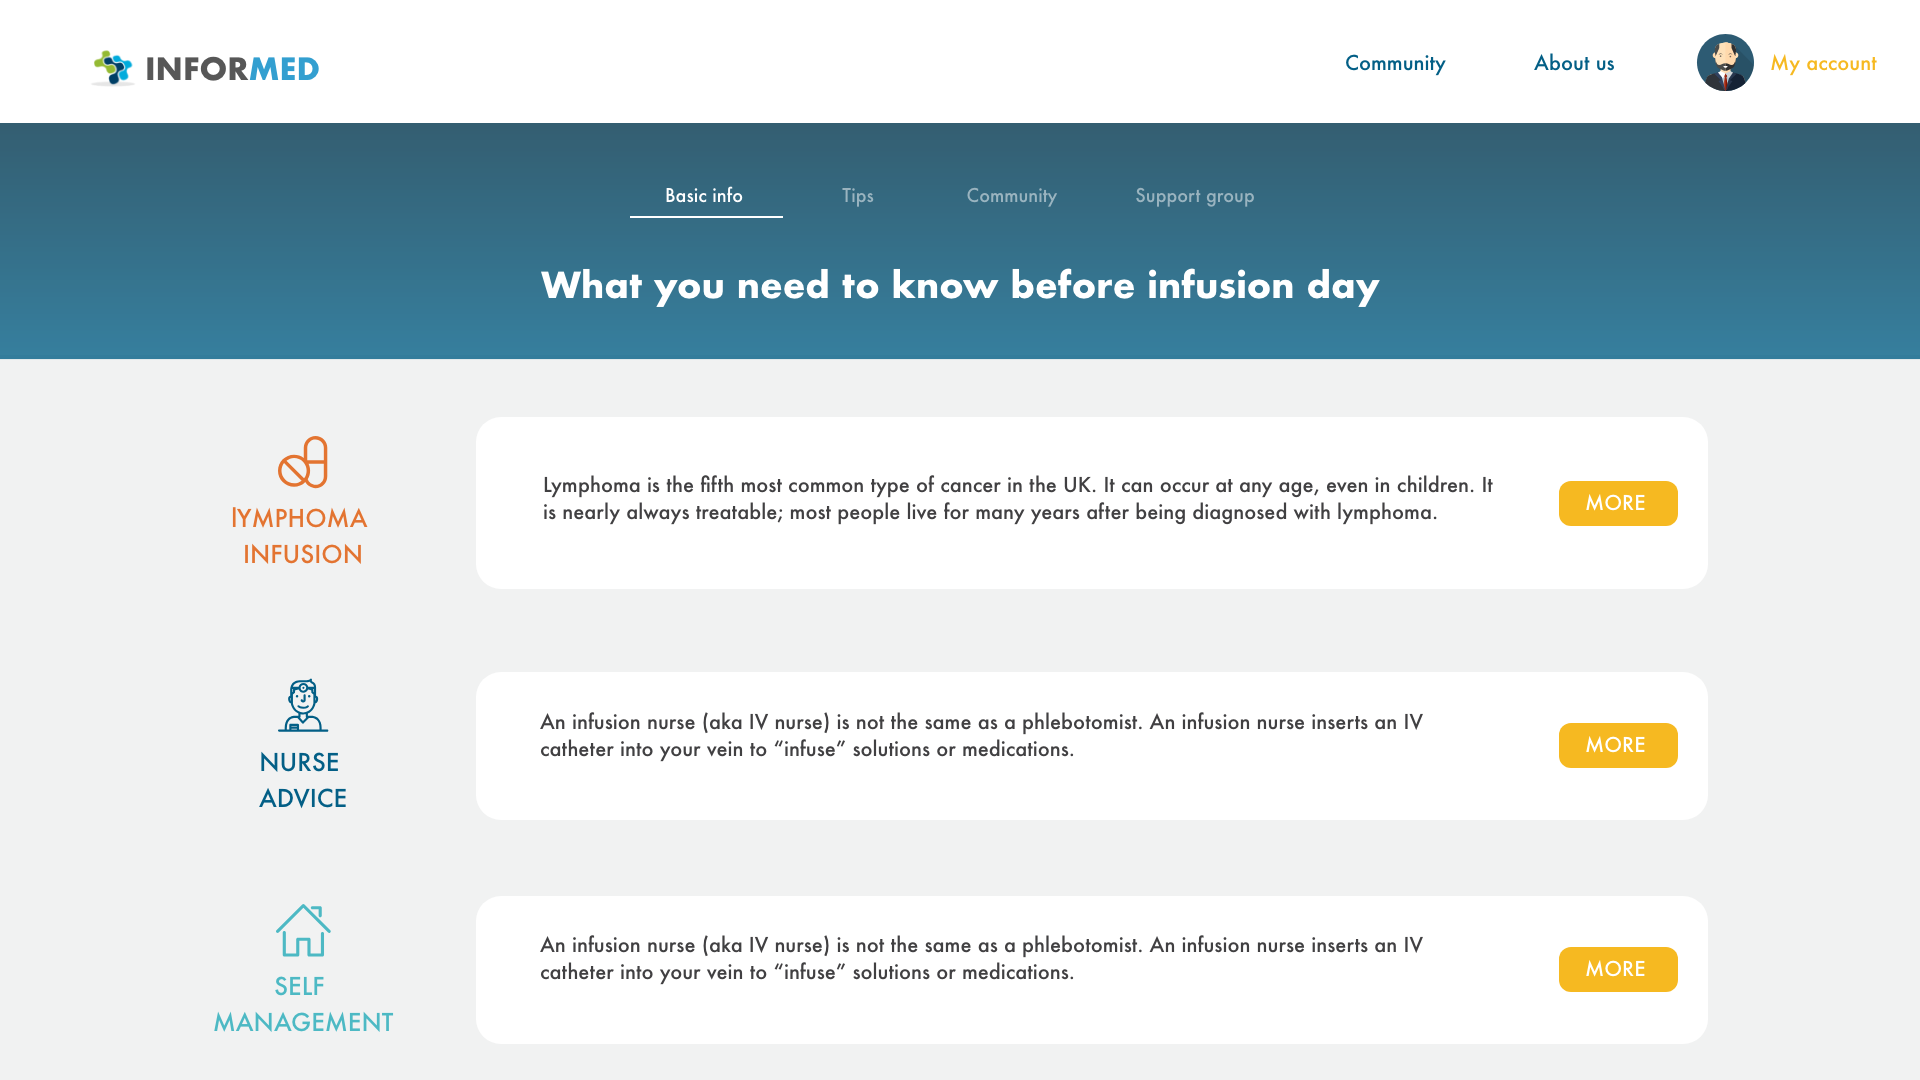 INFORMED
Community
About us
My account
Basic info
Tips
Community
Support group
What you need to know before infusion day
lYMPHOMA
INFUSION
Lymphoma is the fifth most common type of cancer in the UK. It can occur at any age, even in children. It
is nearly always treatable; most people live for many years after being diagnosed with lymphoma.
MORE
NURSE
ADVICE
An infusion nurse (aka IV nurse) is not the same as a phlebotomist. An infusion nurse inserts an IV
catheter into your vein to “infuse” solutions or medications.
MORE
SELF
MANAGEMENT
An infusion nurse (aka IV nurse) is not the same as a phlebotomist. An infusion nurse inserts an IV
catheter into your vein to “infuse” solutions or medications.
MORE